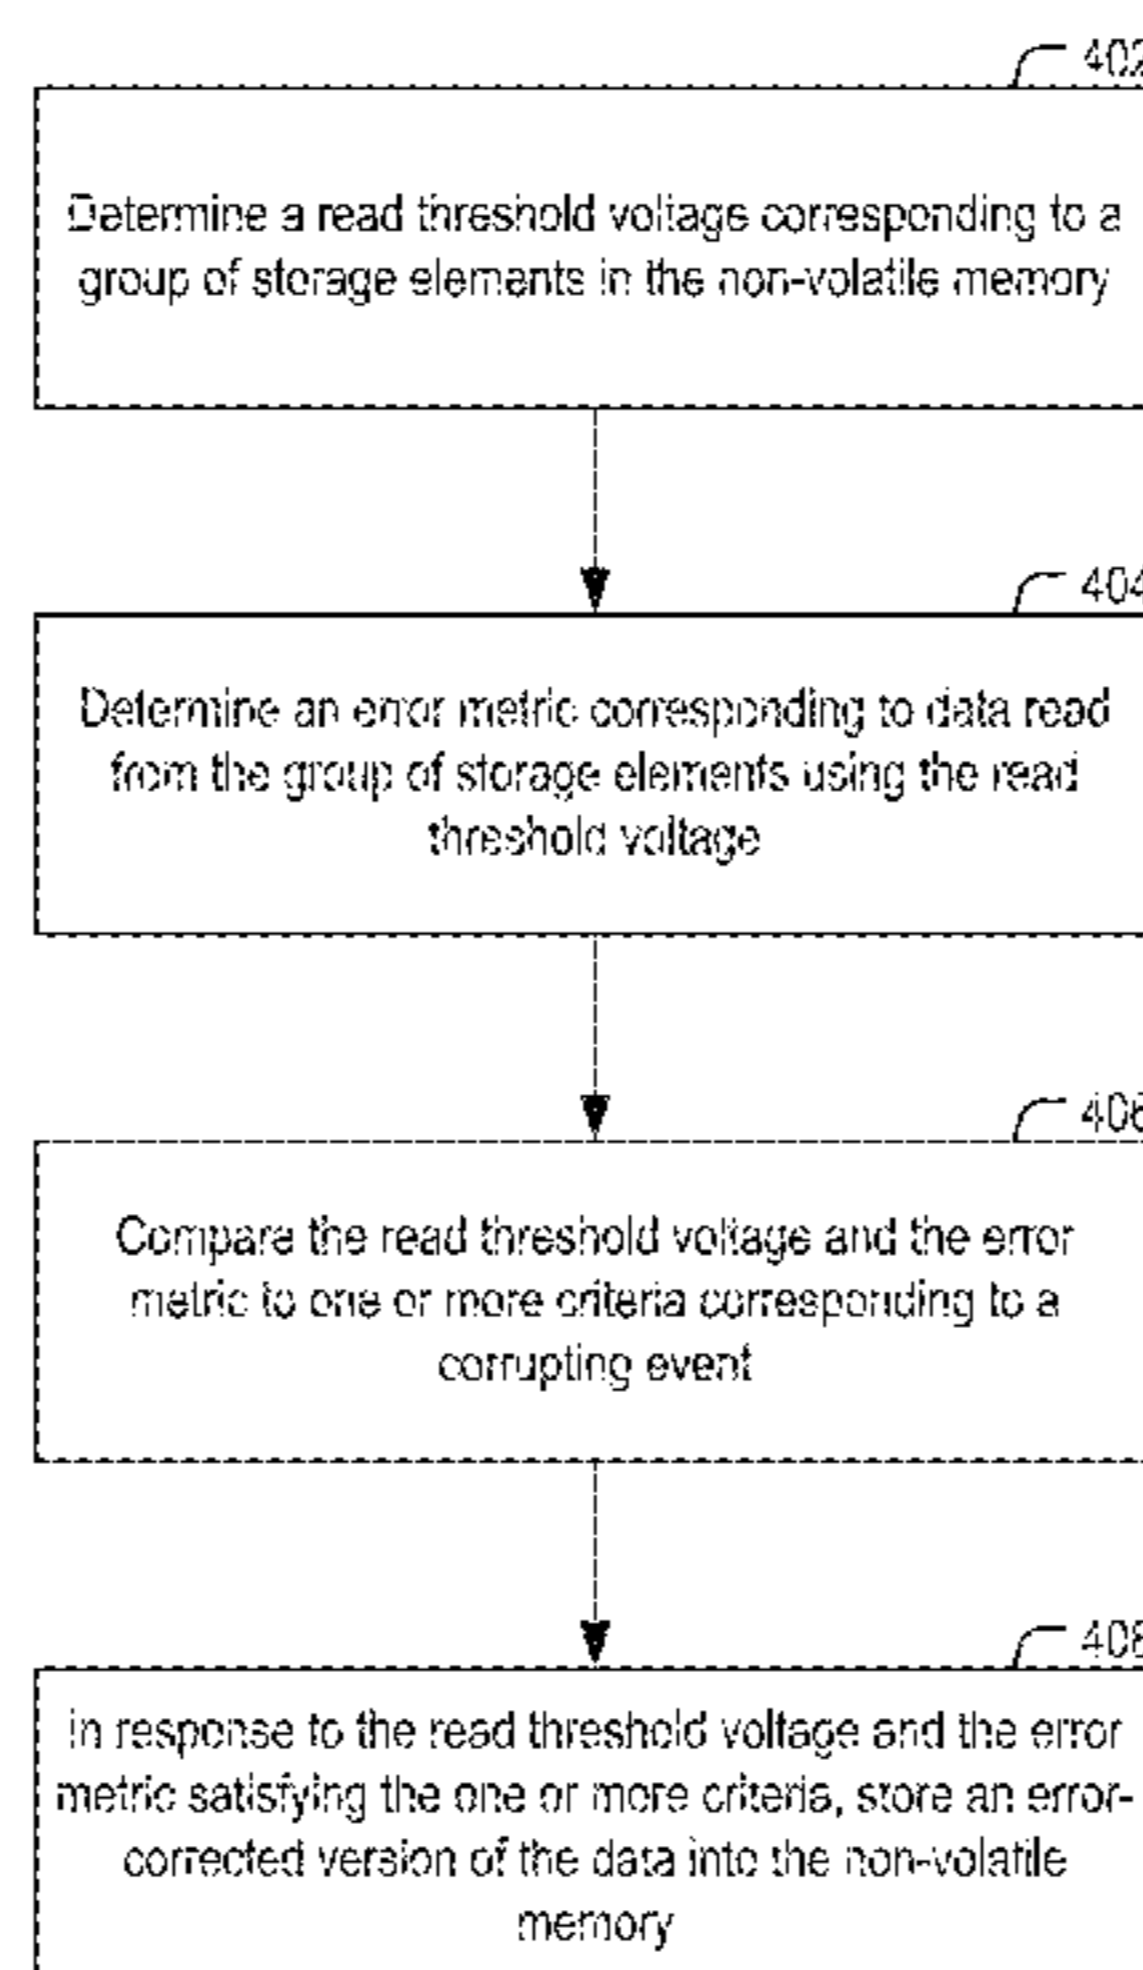 402
Determine a read threshold voltage corresponding to a
group of storage elements in the non-volatile memory
404
Determine an error metric corresponding to data read
from the group of storage elements using the read
threshold voltage
406
Compare the read threshold voltage and the error
metric to one or more criteria corresponding to a
corrupting event
408
in response to the read threshold voltage and the error
metric satisfying the one or more criteria, store an error-
corrected version of the data into the non-volatile
memory